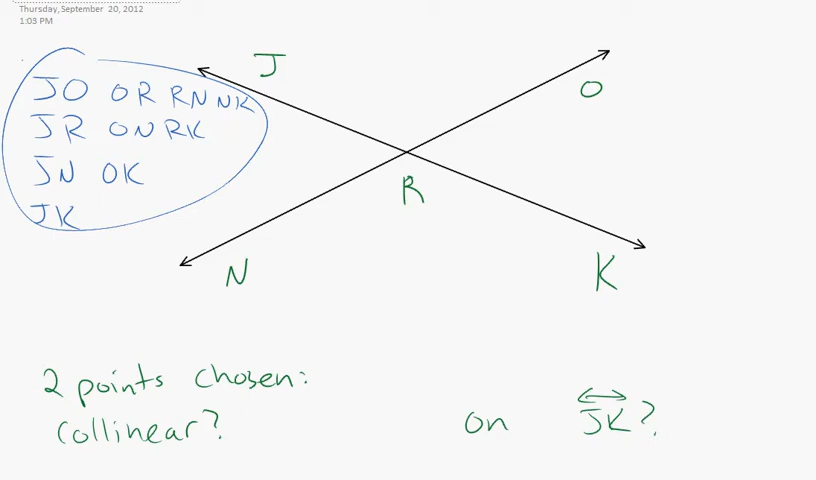 Thursday, September 20, 2012
1:03 PM
J
O
JO OR RN NK
JR ON RK
JN OK
JK
R
N
K
2 points chosen:
collinear?
on JK?